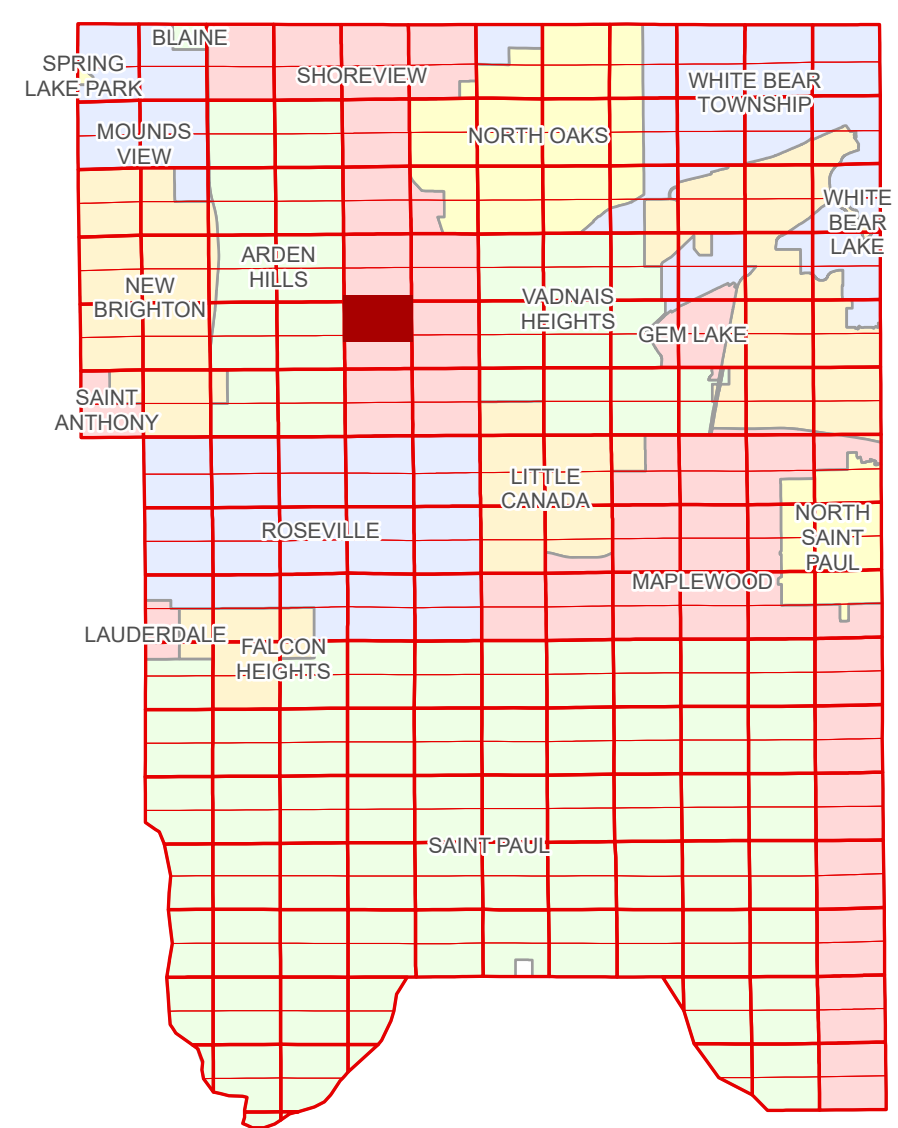 BLAINE
SPRING
LAKE PARK
SHOREVIEW
WHITE BEAR
TOWNSHIP
MOUNDS
VIEW
NORTH OAKS
WHITE
BEAR
LAKE
ARDEN
HILLS
NEW
BRIGHTON
VADNAIS
HEIGHTS
GEM LAKE
SAINT
ANTHONY
LITTLE
CANADA
NORTH
SAINT
PAUL
ROSEVILLE
MAPLEWOOD
LAUDERDALE
FALCON
HEIGHTS
SAINT PAUL